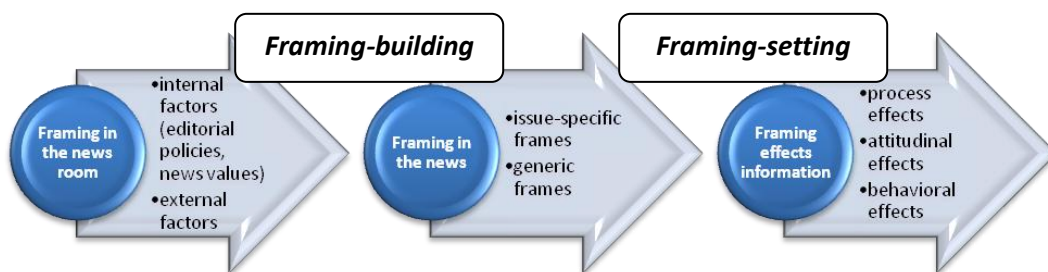 Framing-building
Framing-setting
Framing in
the news
room
•internal
factors
(editorial
policies,
news values)
•external
factors
Framing in
the news
•issue-specific
frames
•generic
frames
Framing
effects
information
•process
effects
•attitudinal
effects
•behavioral
effects